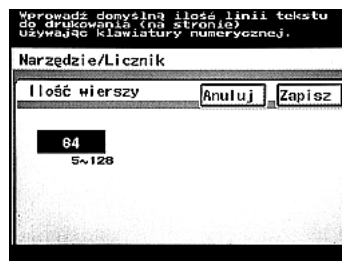 Wprowadź domyślną ilość linii tekstu
do drukowania (na stronie)
używając klawiatury numerycznej.
Narzędzie/Licznik
Ilość wierszy
Anuluj
Zapisz
64
5~128